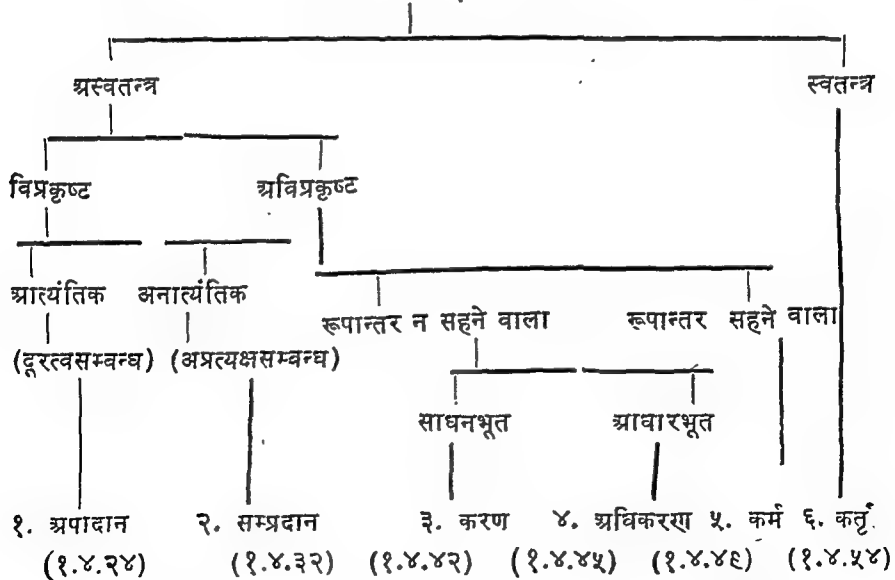 अस्वतन्त्र स्वतन्त्र
विप्रकृष्ट अविप्रकृष्ट
आत्यंतिक अनात्यंतिक
रूपान्तर न सहने वाला रूपान्तर सहने वाला
(दूरत्वसम्बन्ध) (अप्रत्यक्षसम्बन्ध)
साधनभूत आधारभूत
१. अपादान २. सम्प्रदान ३. करण ४. अधिकरण ५. कर्म ६. कर्तृ.
(१.४.२४) (१.४.३२) (१.४.४२) (१.४.४५) (१.४.४९) (१.४.५४)